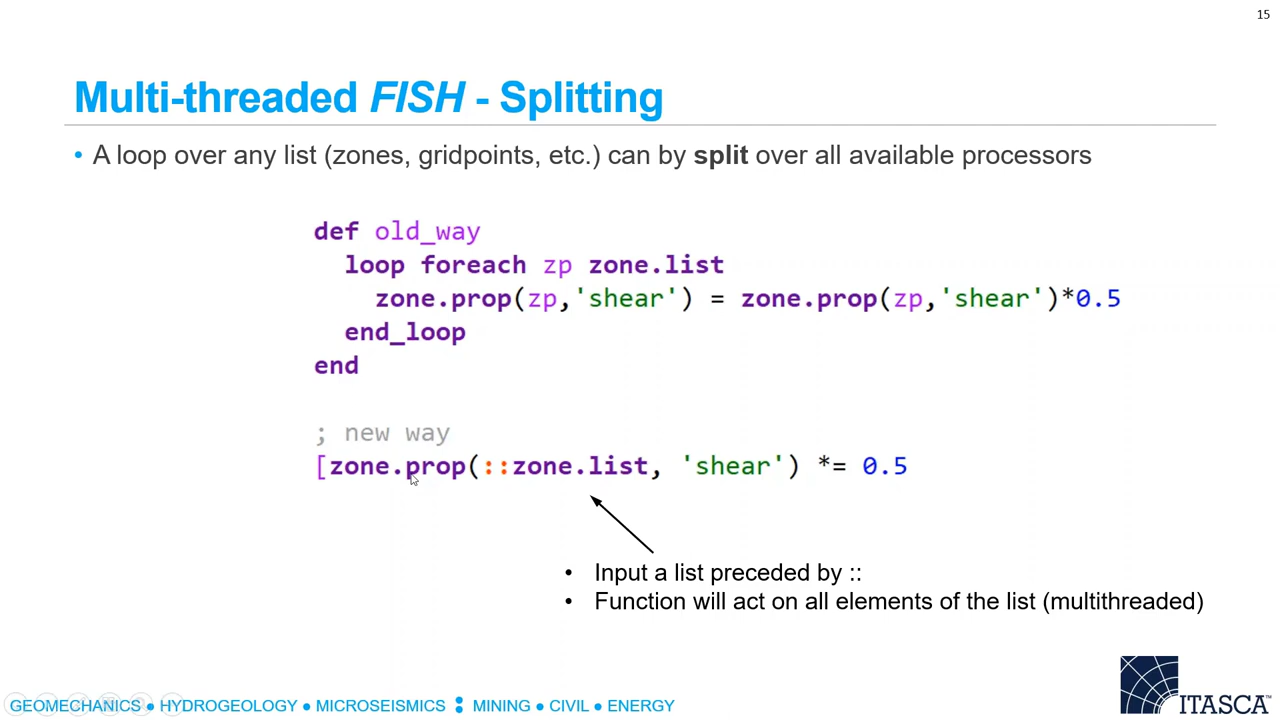 15
Multi-threaded FISH - Splitting
• A loop over any list (zones, gridpoints, etc.) can by split over all available processors
def old_way
loop foreach zp zone.list
zone.prop(zp,'shear') = zone.prop(zp,'shear')*0.5
end_loop
end
; new way
[zone.prop(::zone.list, 'shear') *= 0.5
• Input a list preceded by ::
• Function will act on all elements of the list (multithreaded)
GEOMECHANICS ● HYDROGEOLOGY ● MICROSEISMICS
MINING ● CIVIL ● ENERGY
ITASCA™